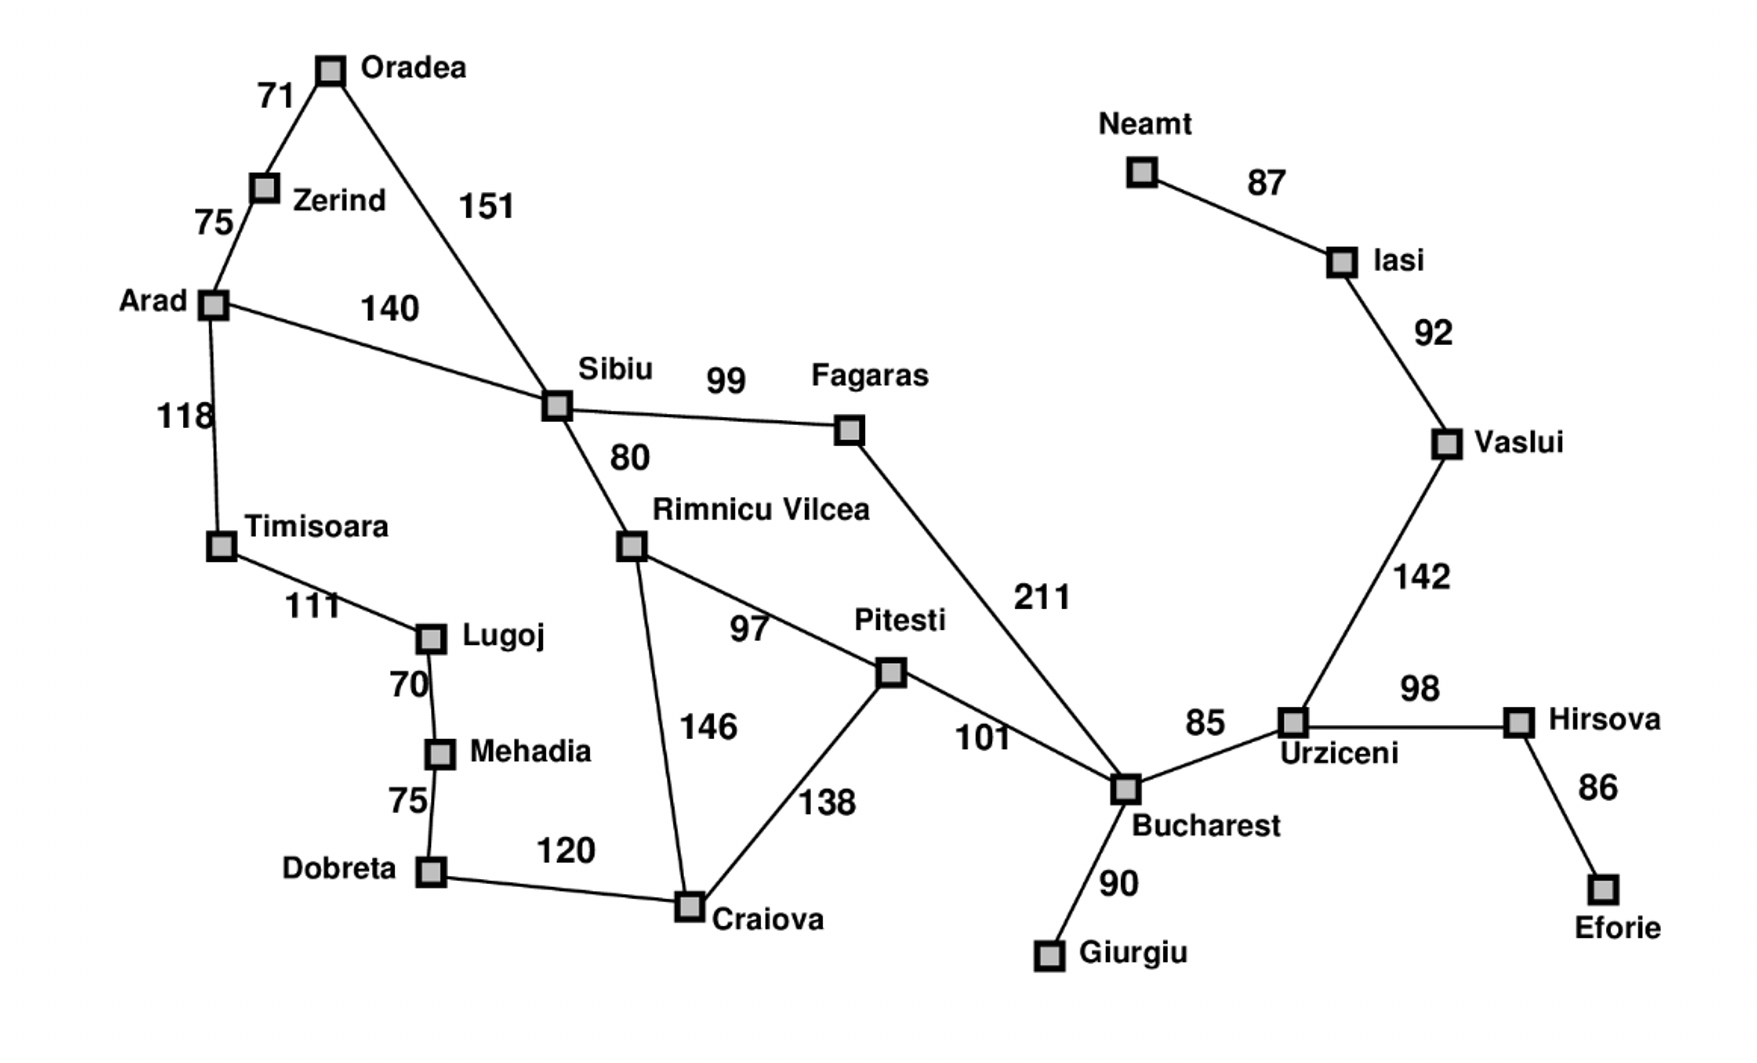 Oradea
71
Neamt
87
Zerind
151
75
Iasi
Arad
140
92
Sibiu
99
Fagaras
118
Vaslui
80
Rimnicu Vilcea
Timisoara
142
211
111
Pitesti
97
Lugoj
70
98
Hirsova
146
85
101
Urziceni
Mehadia
86
75
138
Bucharest
120
Dobreta
90
Craiova
Eforie
Giurgiu